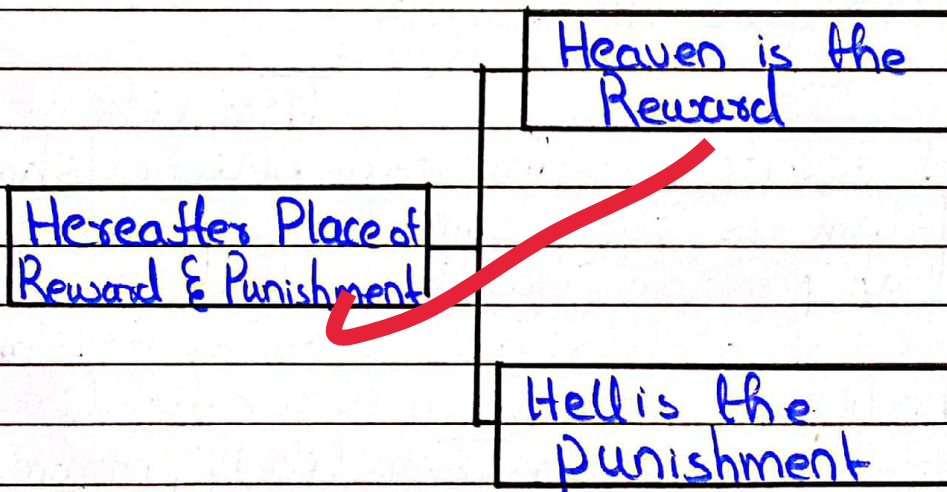 Heaven is the
Reward
Hereafter Place of
Reward & Punishment
Hell is the
punishment